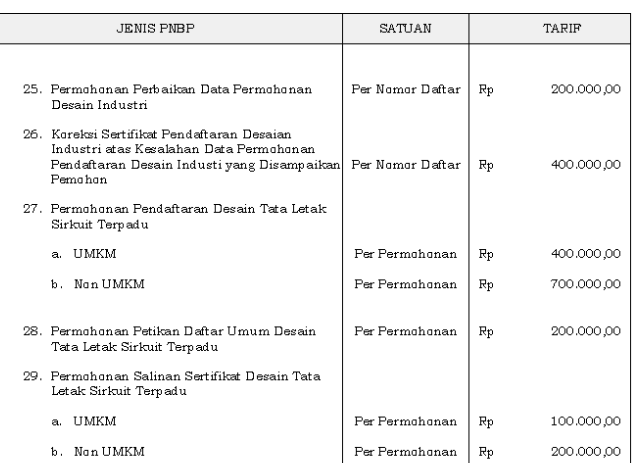 JENIS PNBP SATUAN TARIF
25. Permohonan Perbaikan Data Permohonan Per Nomor Daftar Rp 200.000,00
Desain Industri
26. Koreksi Sertifikat Pendaftaran Desaian
Industri atas Kesalahan Data Permohonan
Pendaftaran Desain Industi yang Disampaikan Per Nomor Daftar Rp 400.000,00
Pemohon
27. Permohonan Pendaftaran Desain Tata Letak
Sirkuit Terpadu
a. UMKM Per Permohonan Rp 400.000,00
b. Non UMKM Per Permohonan Rp 700.000,00
28. Permohonan Petikan Daftar Umum Desain Per Permohonan Rp 200.000,00
Tata Letak Sirkuit Terpadu
29. Permohonan Salinan Sertifikat Desain Tata
Letak Sirkuit Terpadu
a. UMKM Per Permohonan Rp 100.000,00
b. Non UMKM Per Permohonan Rp 200.000,00